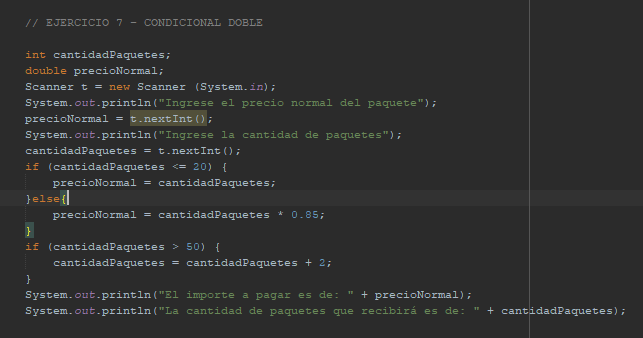 // EJERCICIO 7 - CONDICIONAL DOBLE
int cantidadPaquetes;
double precioNormal;
Scanner t = new Scanner (System.in);
System.out.println("Ingrese el precio normal del paquete");
precioNormal = t.nextInt();
System.out.println("Ingrese la cantidad de paquetes");
cantidadPaquetes = t.nextInt();
if (cantidadPaquetes <= 20) {
    precioNormal = cantidadPaquetes;
}else{
    precioNormal = cantidadPaquetes * 0.85;
}
if (cantidadPaquetes > 50) {
    cantidadPaquetes = cantidadPaquetes + 2;
}
System.out.println("El importe a pagar es de: " + precioNormal);
System.out.println("La cantidad de paquetes que recibirá es de: " + cantidadPaquetes);